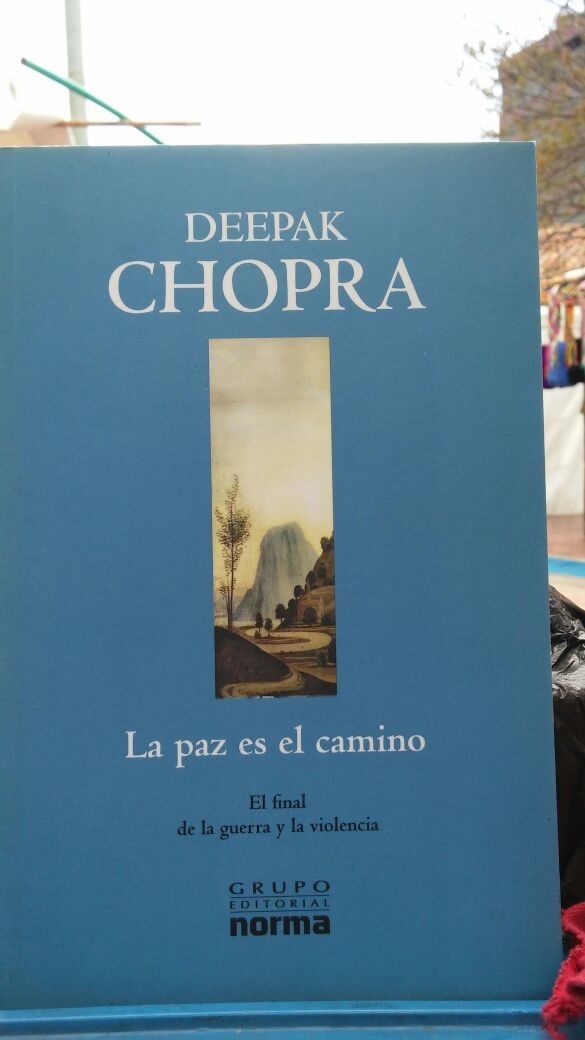 DEEPAK
CHOPRA
La paz es el camino
El final
de la guerra y la violencia
GRUPO
EDITORIAL
norma